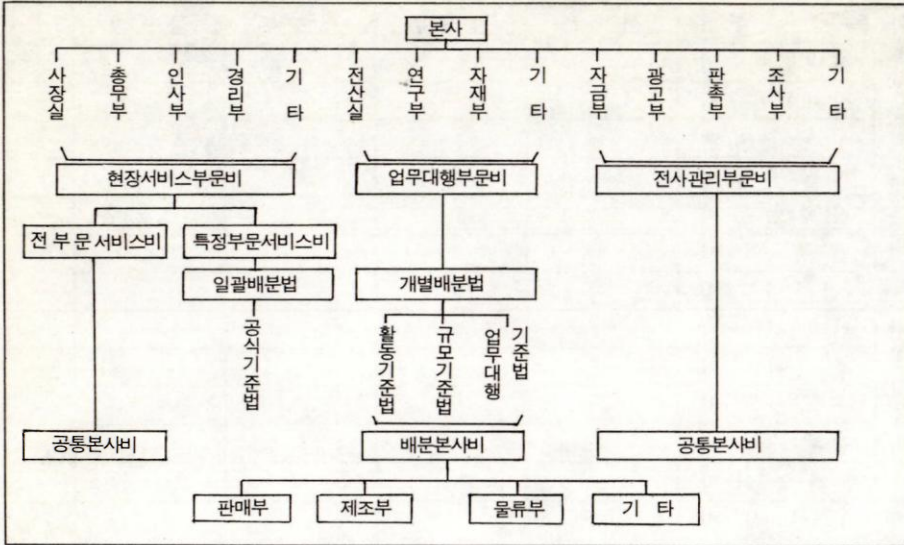 본사
사장실 총무부 인사부 경리부 기 타 전산실 연구부 자재부 기 타 자금부 광고부 판촉부 조사부 기 타
현장서비스부문비 업무대행부문비 전사관리부문비
전 부 문 서비스비 특정부문서비스비
일괄배분법 개별배분법
공식기준법 활동기준법 규모기준법 업무대행 기준법
공통본사비 배분본사비 공통본사비
판매부 제조부 물류부 기 타